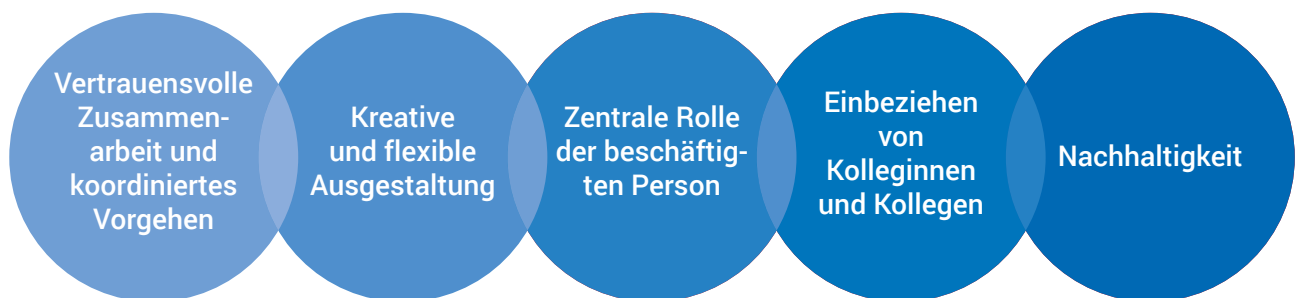 Vertrauensvolle
Zusammen-
arbeit und
koordiniertes
Vorgehen
Kreative
und flexible
Ausgestaltung
Zentrale Rolle
der beschäftig-
ten Person
Einbeziehen
von
Kolleginnen
und Kollegen
Nachhaltigkeit